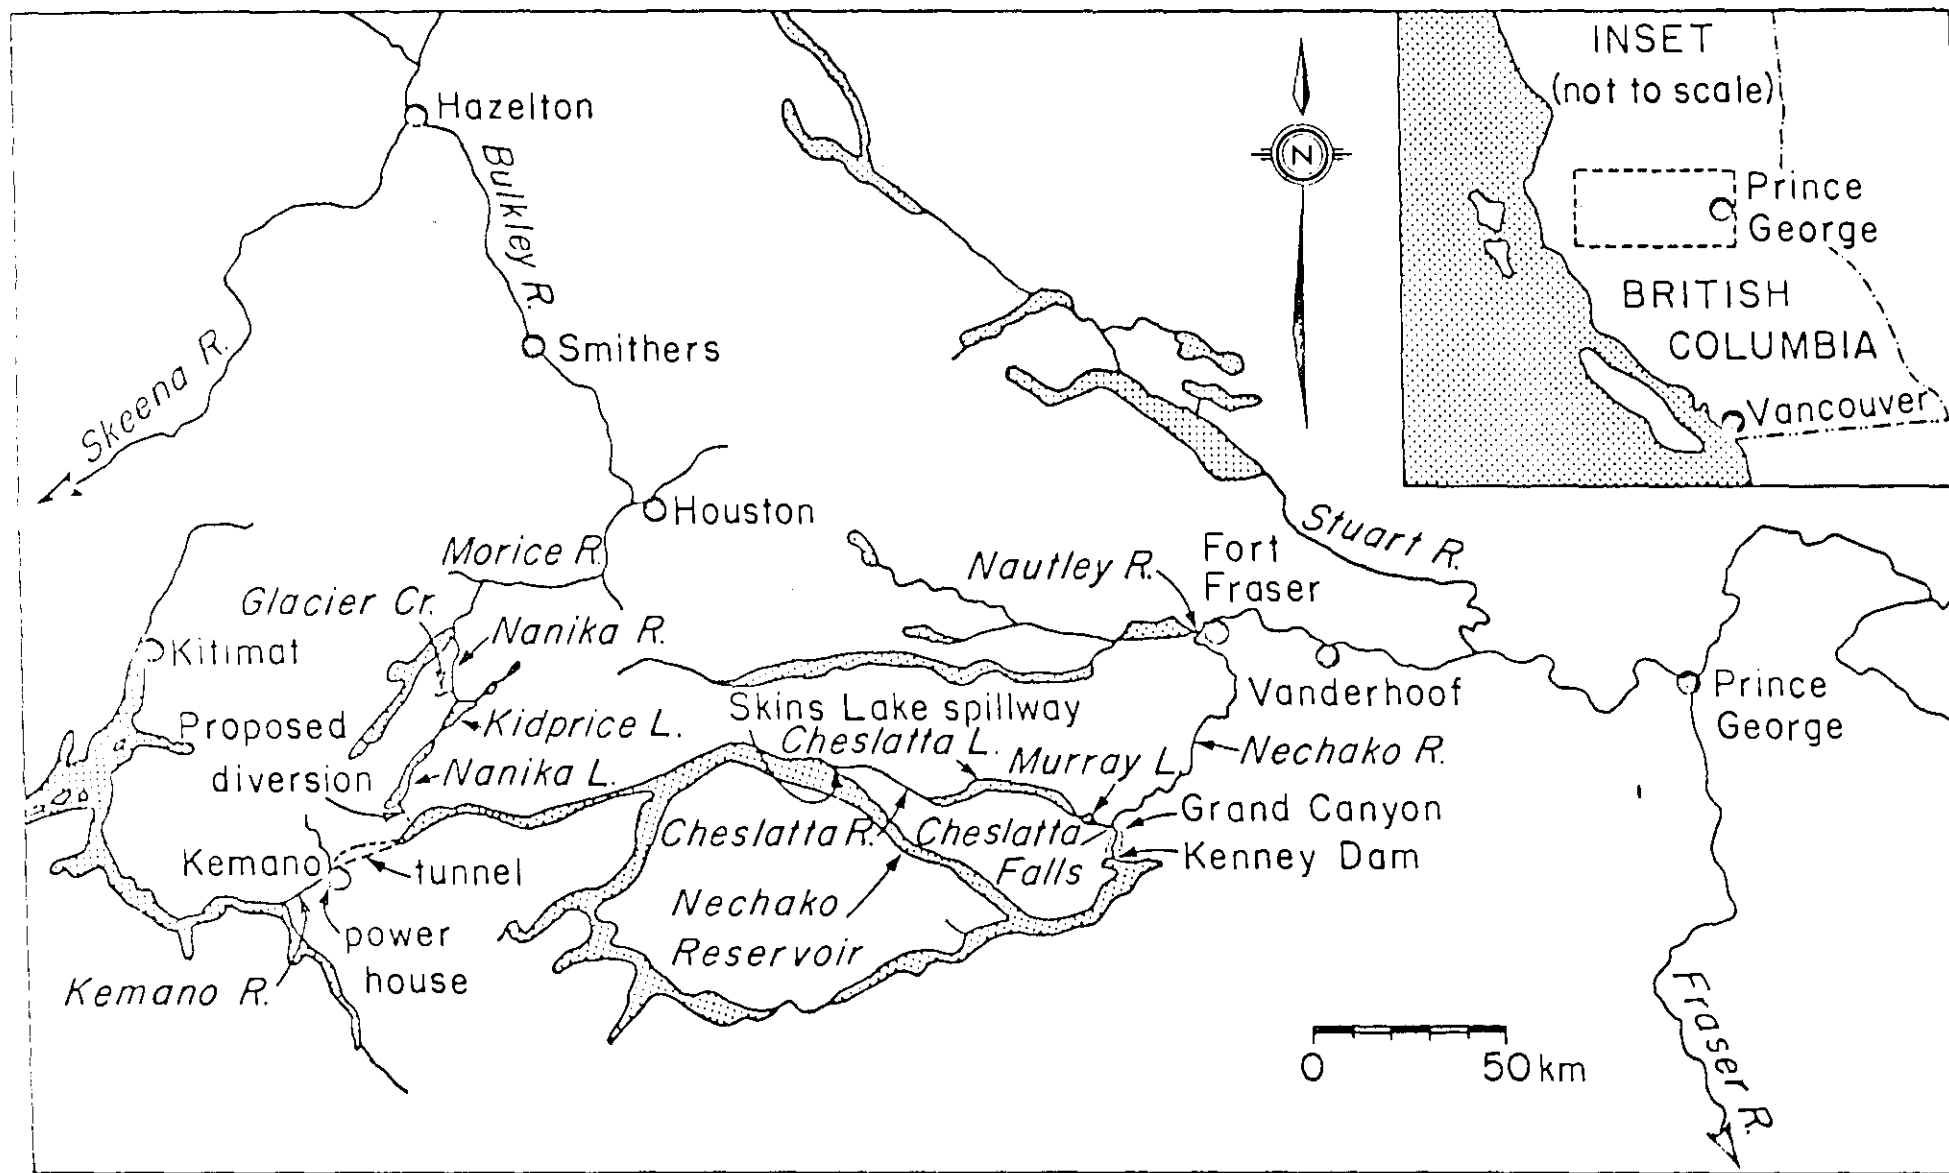 INSET
(not to scale)
Prince
George
BRITISH
COLUMBIA
Vancouver
N
Hazelton
Bulkley R.
Smithers
Skeena R.
Houston
Morice R.
Glacier Cr.
Nanika R.
Kitimat
Kidprice L.
Proposed
diversion
Nanika L.
Kemano
tunnel
power
house
Kemano R.
Stuart R.
Nautley R.
Fort
Fraser
Vanderhoof
Prince
George
Skins Lake spillway
Cheslatta L.
Murray L.
Nechako R.
Cheslatta R.
Cheslatta
Falls
Grand Canyon
Kenney Dam
Nechako
Reservoir
0 50 km
Fraser R.